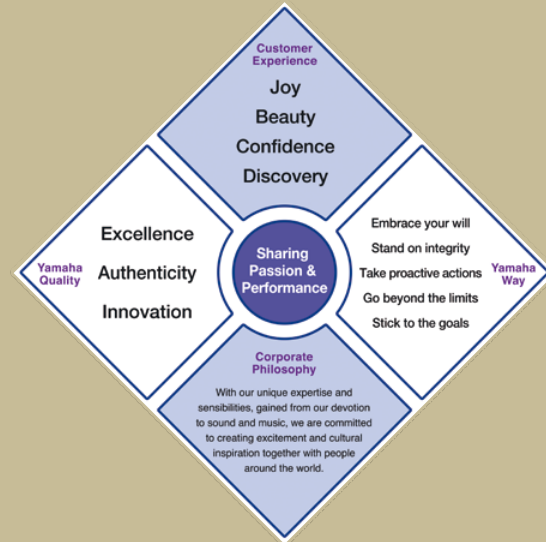 Customer
Experience
Joy
Beauty
Confidence
Discovery
Yamaha
Quality
Excellence
Authenticity
Innovation
Sharing
Passion &
Performance
Embrace your will
Stand on integrity
Take proactive actions
Go beyond the limits
Stick to the goals
Yamaha
Way
Corporate
Philosophy
With our unique expertise and
sensibilities, gained from our devotion
to sound and music, we are committed
to creating excitement and cultural
inspiration together with people
around the world.